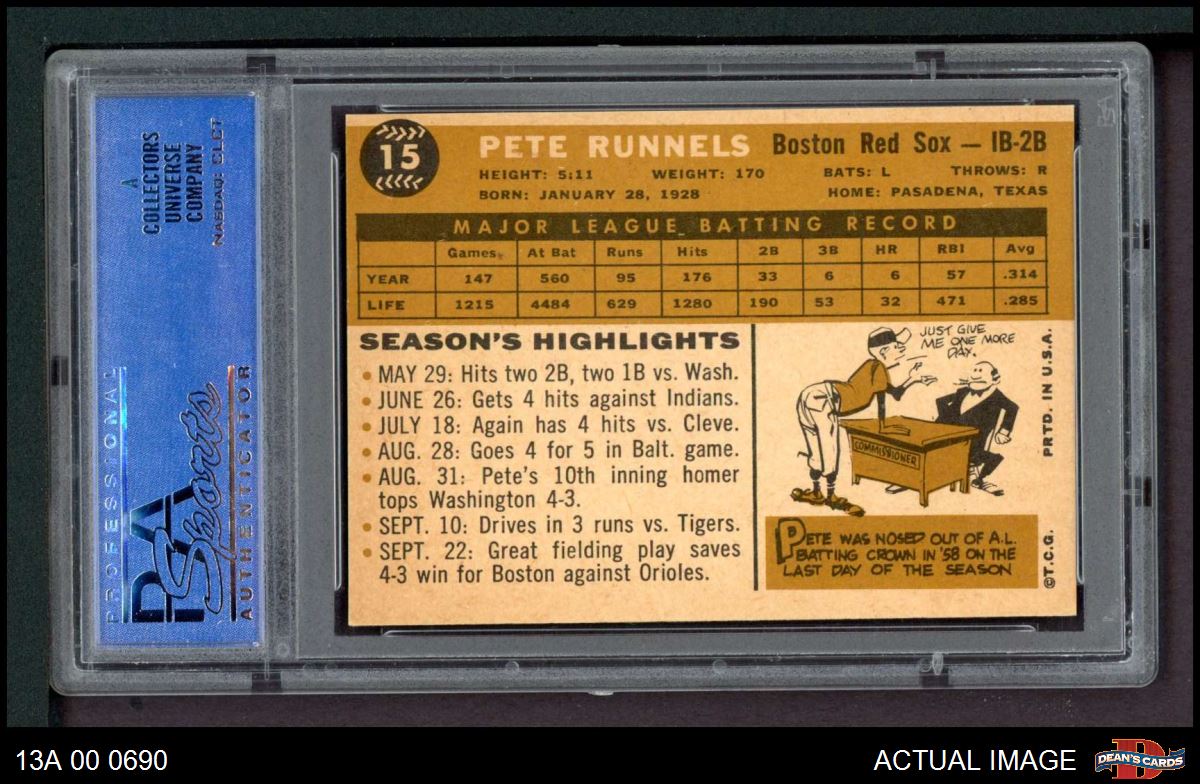 A
COLLECTORS
UNIVERSE
COMPANY
NASDAQ: CLCT
PROFESSIONAL
PSA
Sports
AUTHENTICATOR
15
PETE RUNNELS Boston Red Sox — 1B-2B
HEIGHT: 5:11 WEIGHT: 170 BATS: L THROWS: R
BORN: JANUARY 28, 1928 HOME: PASADENA, TEXAS
MAJOR LEAGUE BATTING RECORD
Games At Bat Runs Hits 2B 3B HR RBI Avg
YEAR 147 560 95 176 33 6 6 57 .314
LIFE 1215 4484 629 1280 190 53 32 471 .285
SEASON'S HIGHLIGHTS
• MAY 29: Hits two 2B, two 1B vs. Wash.
• JUNE 26: Gets 4 hits against Indians.
• JULY 18: Again has 4 hits vs. Cleve.
• AUG. 28: Goes 4 for 5 in Balt. game.
• AUG. 31: Pete's 10th inning homer
tops Washington 4-3.
• SEPT. 10: Drives in 3 runs vs. Tigers.
• SEPT. 22: Great fielding play saves
4-3 win for Boston against Orioles.
JUST GIVE
ME ONE MORE
DAY.
COMMISSIONER
PETE WAS NOSED OUT OF A.L.
BATTING CROWN IN '58 ON THE
LAST DAY OF THE SEASON
PRTD. IN U.S.A.
©T.C.G.
13A 00 0690
ACTUAL IMAGE
D
DEAN'S CARDS